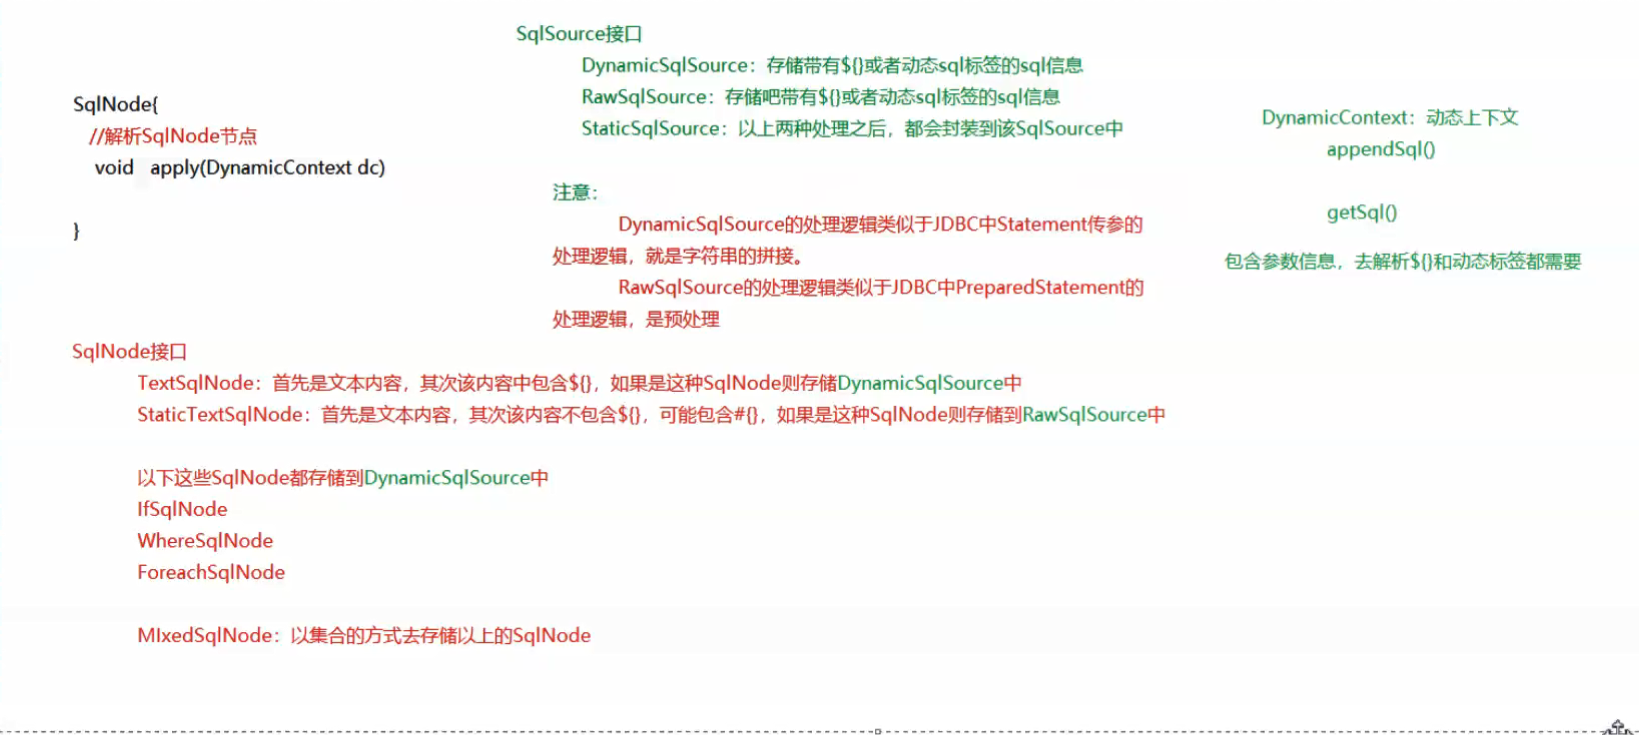 SqlNode{
//解析SqlNode节点
void apply(DynamicContext dc)
}
SqlSource接口
DynamicSqlSource：存储带有${}或者动态sql标签的sql信息
RawSqlSource：存储吧带有${}或者动态sql标签的sql信息
StaticSqlSource：以上两种处理之后，都会封装到该SqlSource中
注意：
DynamicSqlSource的处理逻辑类似于JDBC中Statement传参的
处理逻辑，就是字符串的拼接。
RawSqlSource的处理逻辑类似于JDBC中PreparedStatement的
处理逻辑，是预处理
DynamicContext：动态上下文
appendSql()
getSql()
包含参数信息，去解析${}和动态标签都需要
SqlNode接口
TextSqlNode：首先是文本内容，其次该内容中包含${}，如果是这种SqlNode则存储DynamicSqlSource中
StaticTextSqlNode：首先是文本内容，其次该内容不包含${}，可能包含#{}，如果是这种SqlNode则存储到RawSqlSource中
以下这些SqlNode都存储到DynamicSqlSource中
IfSqlNode
WhereSqlNode
ForeachSqlNode
MIxedSqlNode：以集合的方式去存储以上的SqlNode